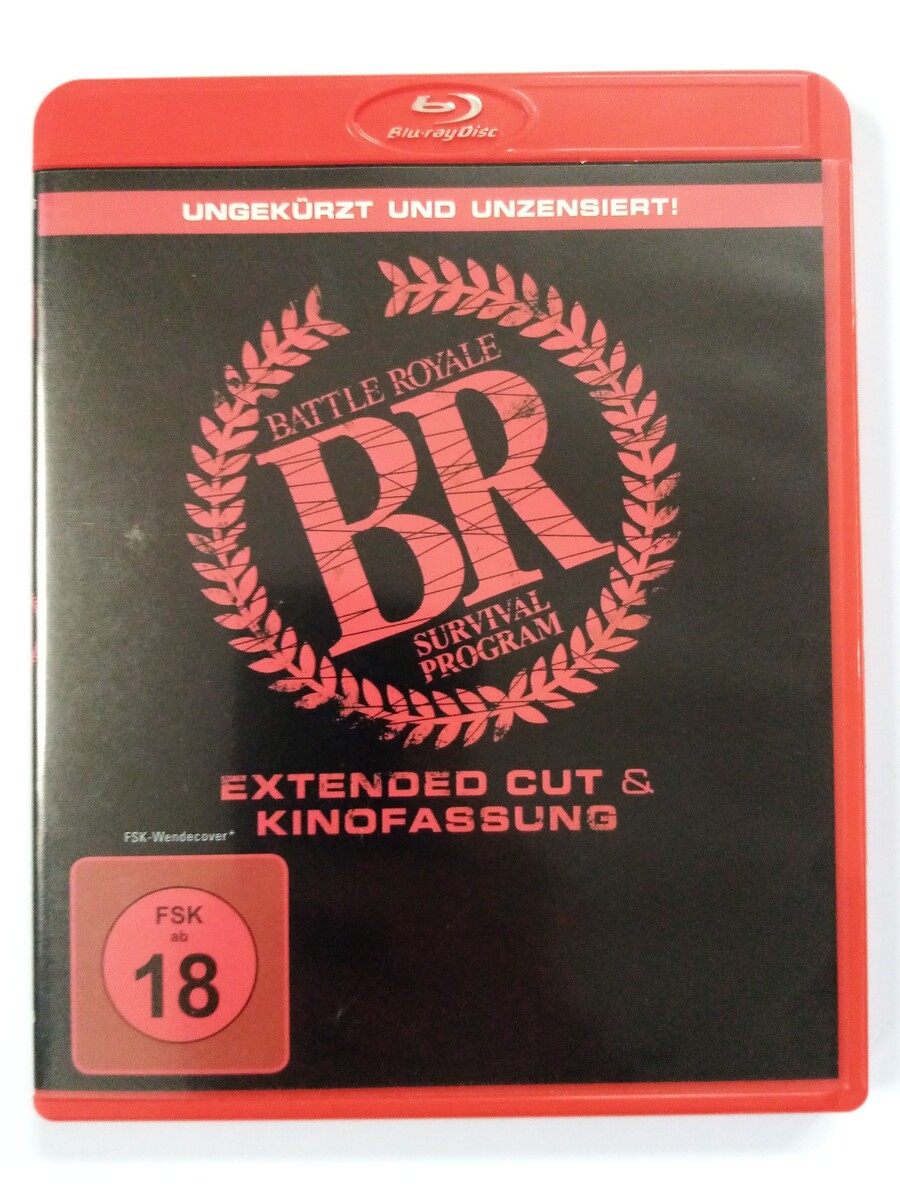 Blu-ray Disc
UNGEKÜRZT UND UNZENSIERT!
BATTLE ROYALE
BR
SURVIVAL
PROGRAM
EXTENDED CUT &
KINOFASSUNG
FSK-Wendecover*
FSK
ab
18